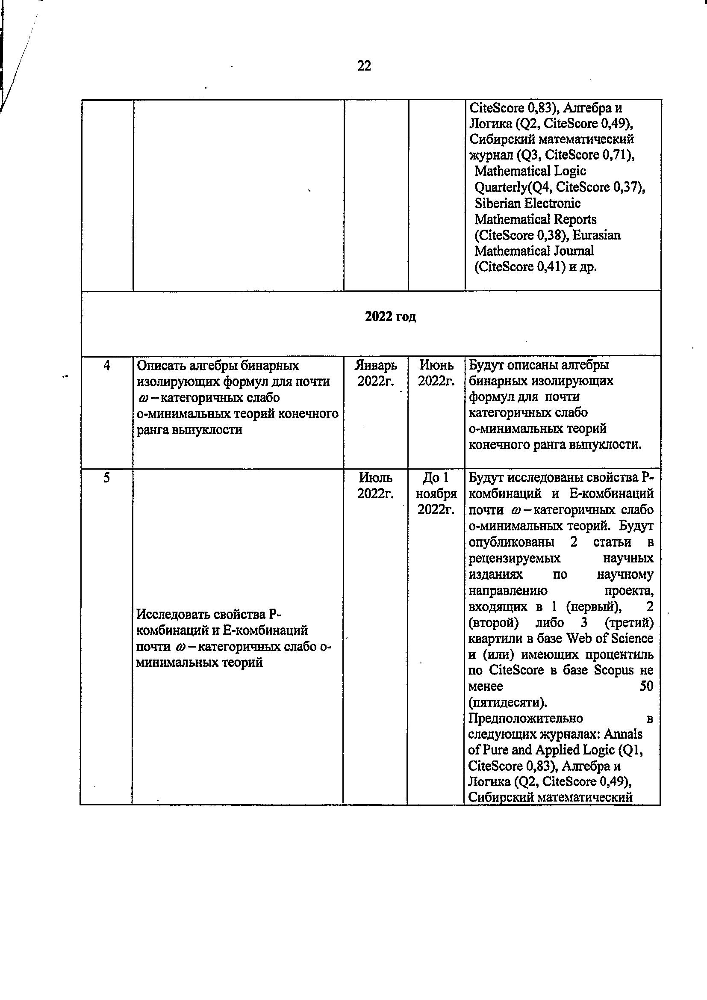 22
CiteScore 0,83), Алгебра и
Логика (Q2, CiteScore 0,49),
Сибирский математический
журнал (Q3, CiteScore 0,71),
Mathematical Logic
Quarterly(Q4, CiteScore 0,37),
Siberian Electronic
Mathematical Reports
(CiteScore 0,38), Eurasian
Mathematical Journal
(CiteScore 0,41) и др.
2022 год
4
Описать алгебры бинарных
изолирующих формул для почти
ω – категоричных слабо
о-минимальных теорий конечного
ранга выпуклости
Январь
2022г.
Июнь
2022г.
Будут описаны алгебры
бинарных изолирующих
формул для почти
категоричных слабо
о-минимальных теорий
конечного ранга выпуклости.
5
Исследовать свойства Р-
комбинаций и Е-комбинаций
почти ω – категоричных слабо о-
минимальных теорий
Июль
2022г.
До 1
ноября
2022г.
Будут исследованы свойства Р-
комбинаций и Е-комбинаций
почти ω – категоричных слабо
о-минимальных теорий. Будут
опубликованы 2 статьи в
рецензируемых научных
изданиях по научному
направлению проекта,
входящих в 1 (первый), 2
(второй) либо 3 (третий)
квартили в базе Web of Science
и (или) имеющих процентиль
по CiteScore в базе Scopus не
менее 50
(пятидесяти).
Предположительно в
следующих журналах: Annals
of Pure and Applied Logic (Q1,
CiteScore 0,83), Алгебра и
Логика (Q2, CiteScore 0,49),
Сибирский математический